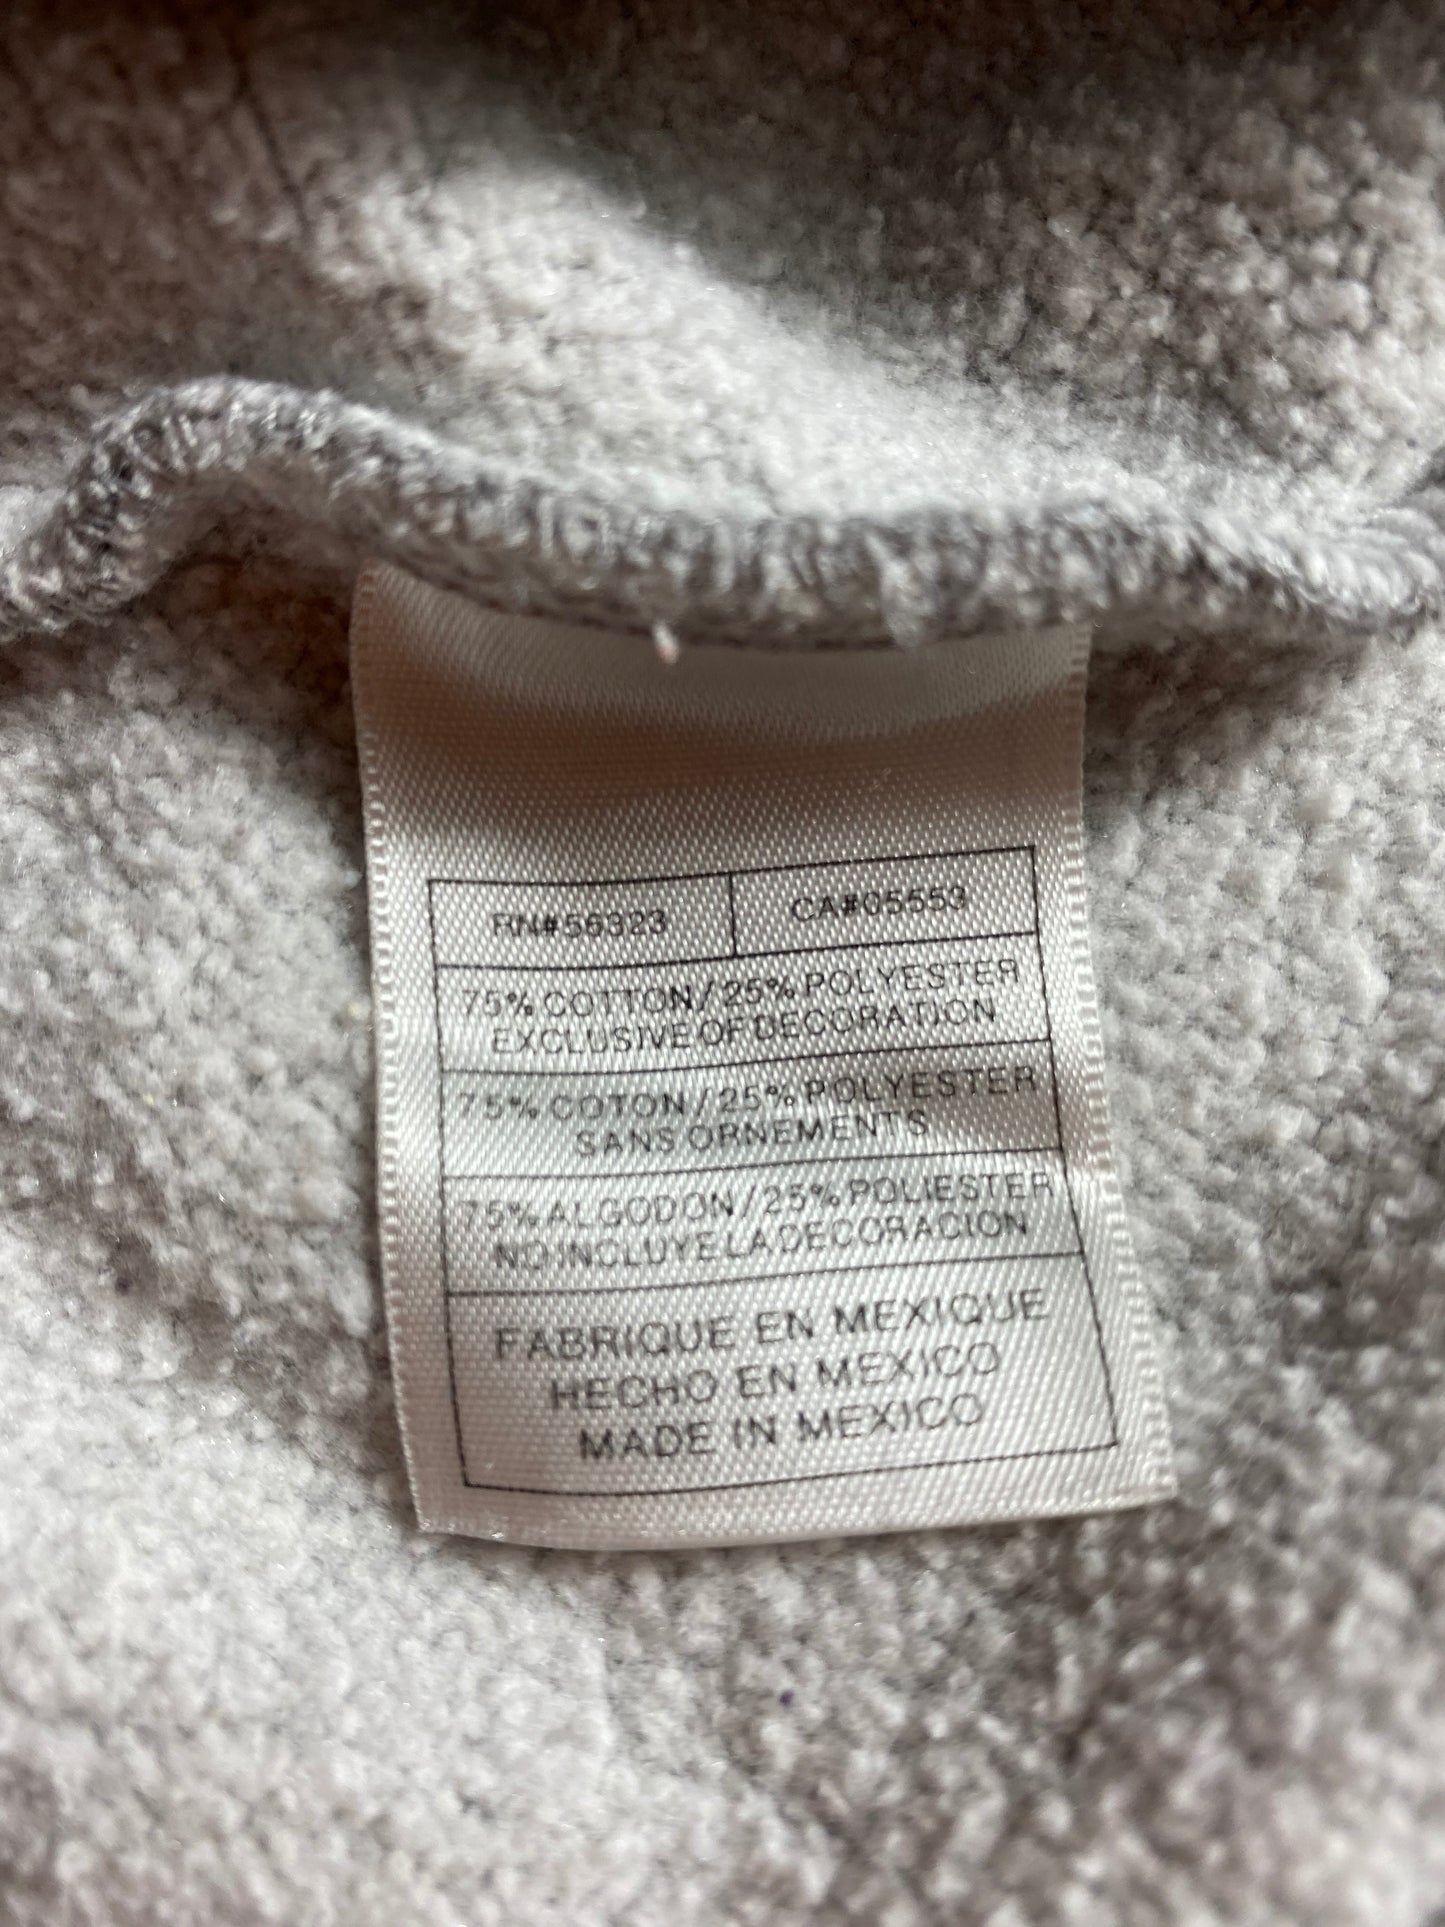 RN#56323 CA#05553
75% COTTON/25% POLYESTER
EXCLUSIVE OF DECORATION
75% COTON/25% POLYESTER
SANS ORNEMENTS
75% ALGODON/25% POLIESTER
NO INCLUYE LA DECORACION
FABRIQUE EN MEXIQUE
HECHO EN MEXICO
MADE IN MEXICO